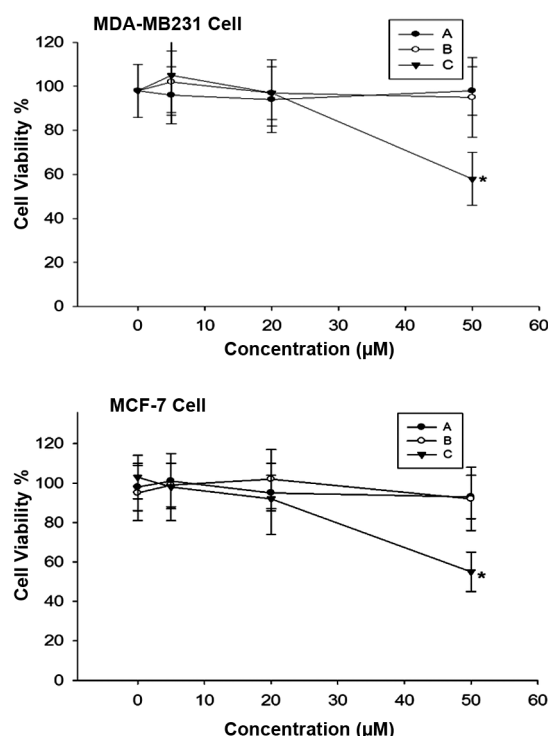 MDA-MB231 Cell
120
100
80
60
40
20
0
Cell Viability %
A
B
C
*
0 10 20 30 40 50 60
Concentration (µM)
MCF-7 Cell
120
100
80
60
40
20
0
Cell Viability %
A
B
C
*
0 10 20 30 40 50 60
Concentration (µM)